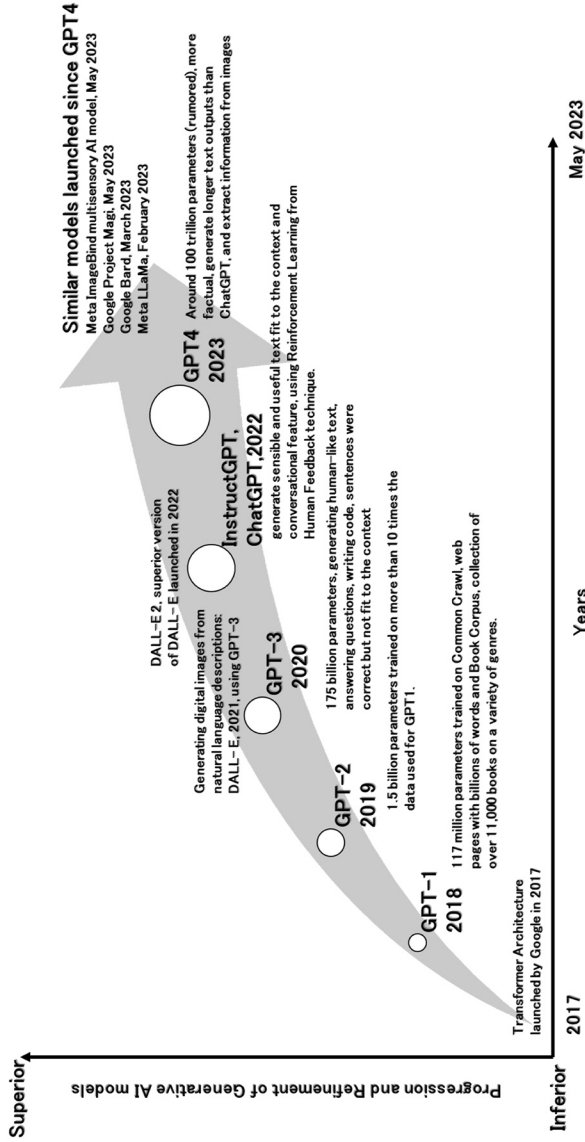 Superior
Progression and Refinement of Generative AI models
Inferior
Similar models launched since GPT4
Meta ImageBind multisensory AI model, May 2023
Google Project Magi, May 2023
Google Bard, March 2023
Meta LLaMa, February 2023
DALL-E 2, superior version
of DALL- E launched in 2022
Generating digital images from
natural language descriptions:
DALL- E, 2021, using GPT-3
GPT4
2023
Around 100 trillion parameters (rumored), more
factual, generate longer text outputs than
ChatGPT, and extract information from images
InstructGPT,
ChatGPT,2022
generate sensible and useful text fit to the context and
conversational feature, using Reinforcement Learning from
Human Feedback technique.
GPT-3
2020
175 billion parameters, generating human-like text,
answering questions, writing code, sentences were
correct but not fit to the context
GPT-2
2019
1.5 billion parameters trained on more than 10 times the
data used for GPT1.
GPT-1
2018
117 million parameters trained on Common Crawl, web
pages with billions of words and Book Corpus, collection of
over 11,000 books on a variety of genres.
Transformer Architecture
launched by Google in 2017
2017
Years
May 2023